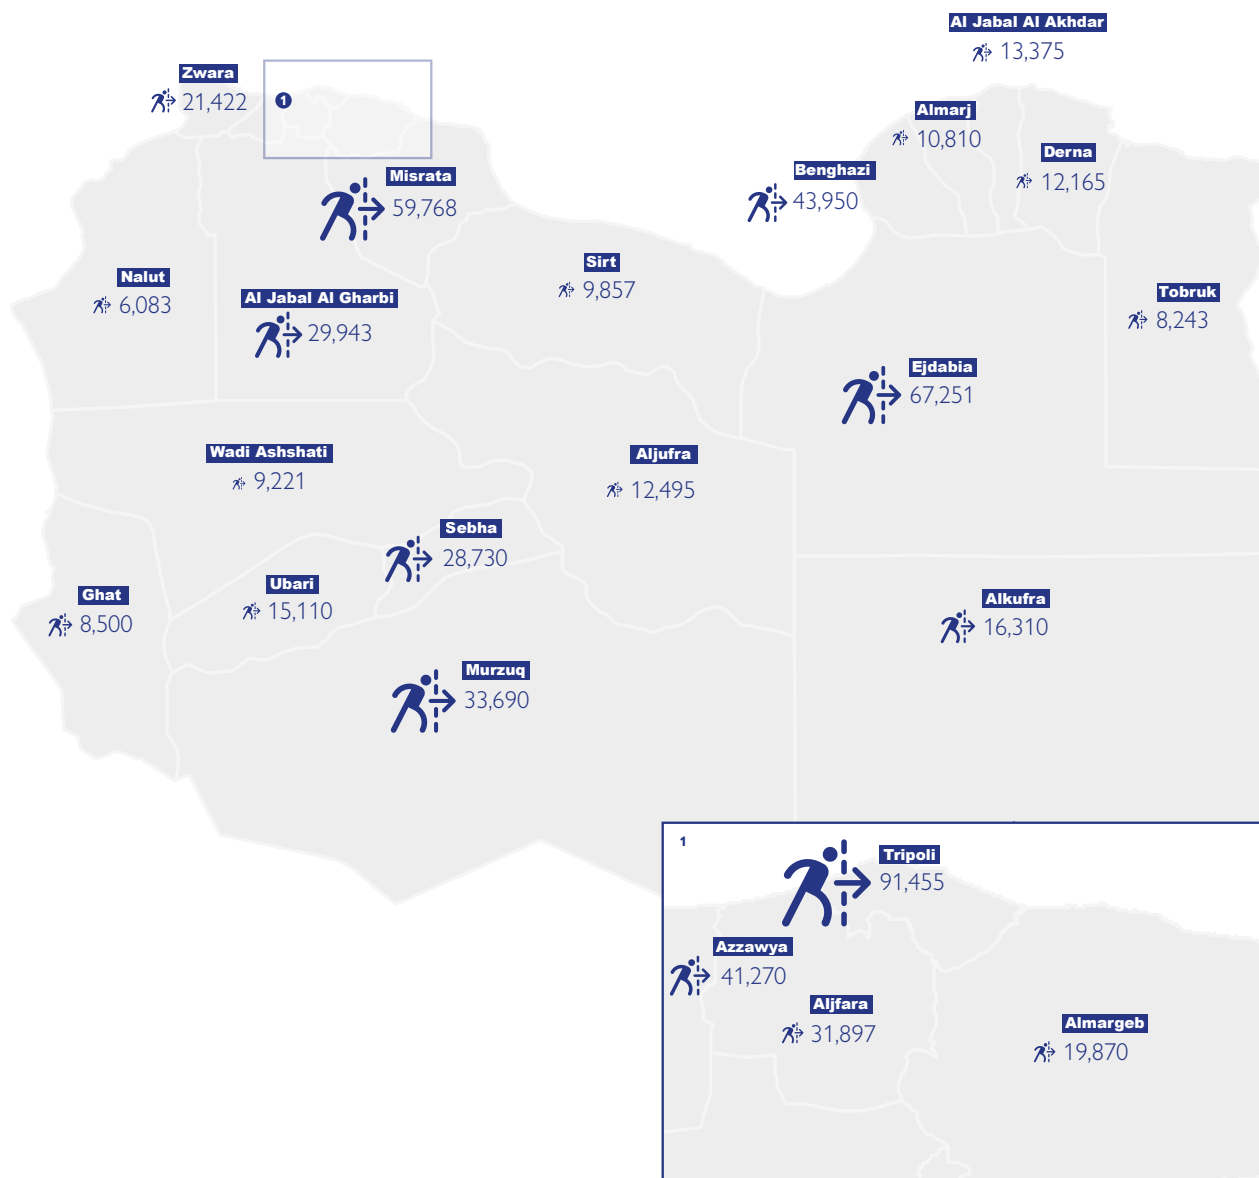 Al Jabal Al Akhdar
13,375
Zwara
21,422
1
Almarj
10,810
Derna
12,165
Benghazi
43,950
Misrata
59,768
Sirt
9,857
Nalut
6,083
Al Jabal Al Gharbi
29,943
Tobruk
8,243
Ejdabia
67,251
Wadi Ashshati
9,221
Aljufra
12,495
Sebha
28,730
Ubari
15,110
Ghat
8,500
Alkufra
16,310
Murzuq
33,690
1
Tripoli
91,455
Azzawya
41,270
Aljfara
31,897
Almargeb
19,870